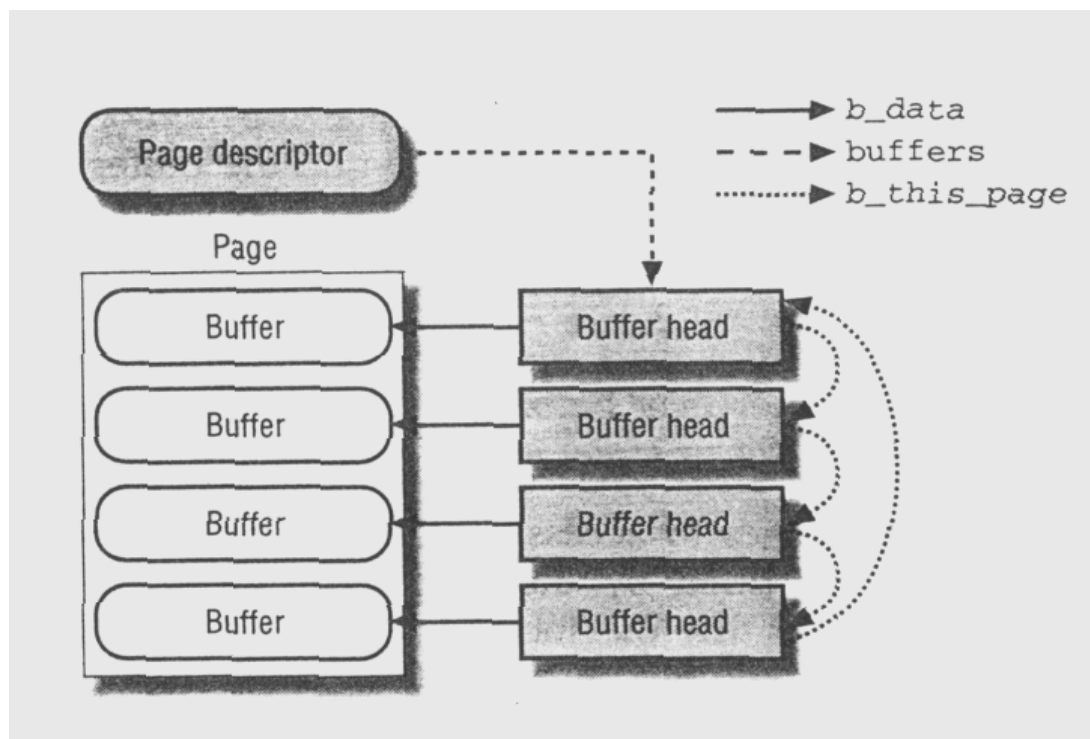 Page descriptor
b_data
buffers
b_this_page
Page
Buffer
Buffer head
Buffer
Buffer head
Buffer
Buffer head
Buffer
Buffer head